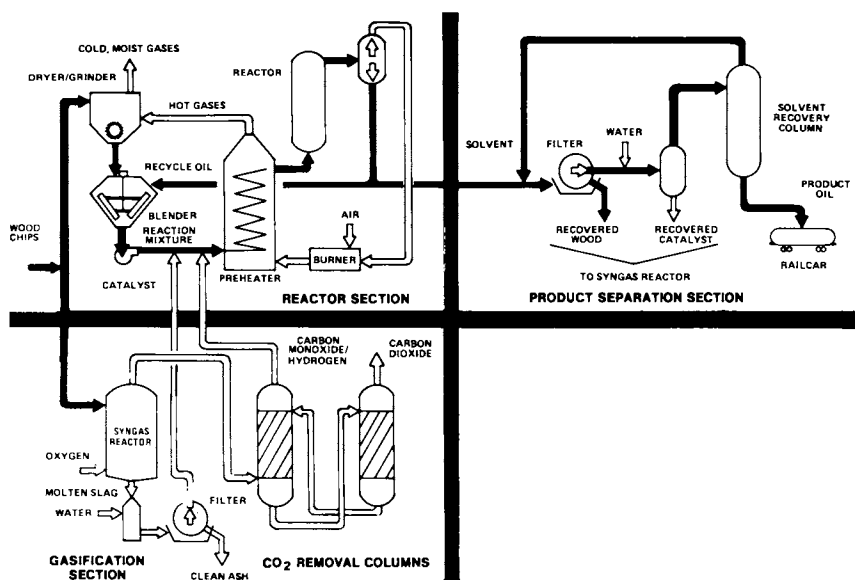 COLD, MOIST GASES
DRYER/GRINDER
HOT GASES
REACTOR
RECYCLE OIL
BLENDER
REACTION
MIXTURE
WOOD
CHIPS
CATALYST
PREHEATER
AIR
BURNER
REACTOR SECTION
SOLVENT
FILTER
WATER
SOLVENT
RECOVERY
COLUMN
PRODUCT
OIL
RECOVERED
WOOD
RECOVERED
CATALYST
RAILCAR
TO SYNGAS REACTOR
PRODUCT SEPARATION SECTION
CARBON
MONOXIDE/
HYDROGEN
CARBON
DIOXIDE
SYNGAS
REACTOR
OXYGEN
MOLTEN SLAG
WATER
FILTER
CLEAN ASH
GASIFICATION
SECTION
CO₂ REMOVAL COLUMNS